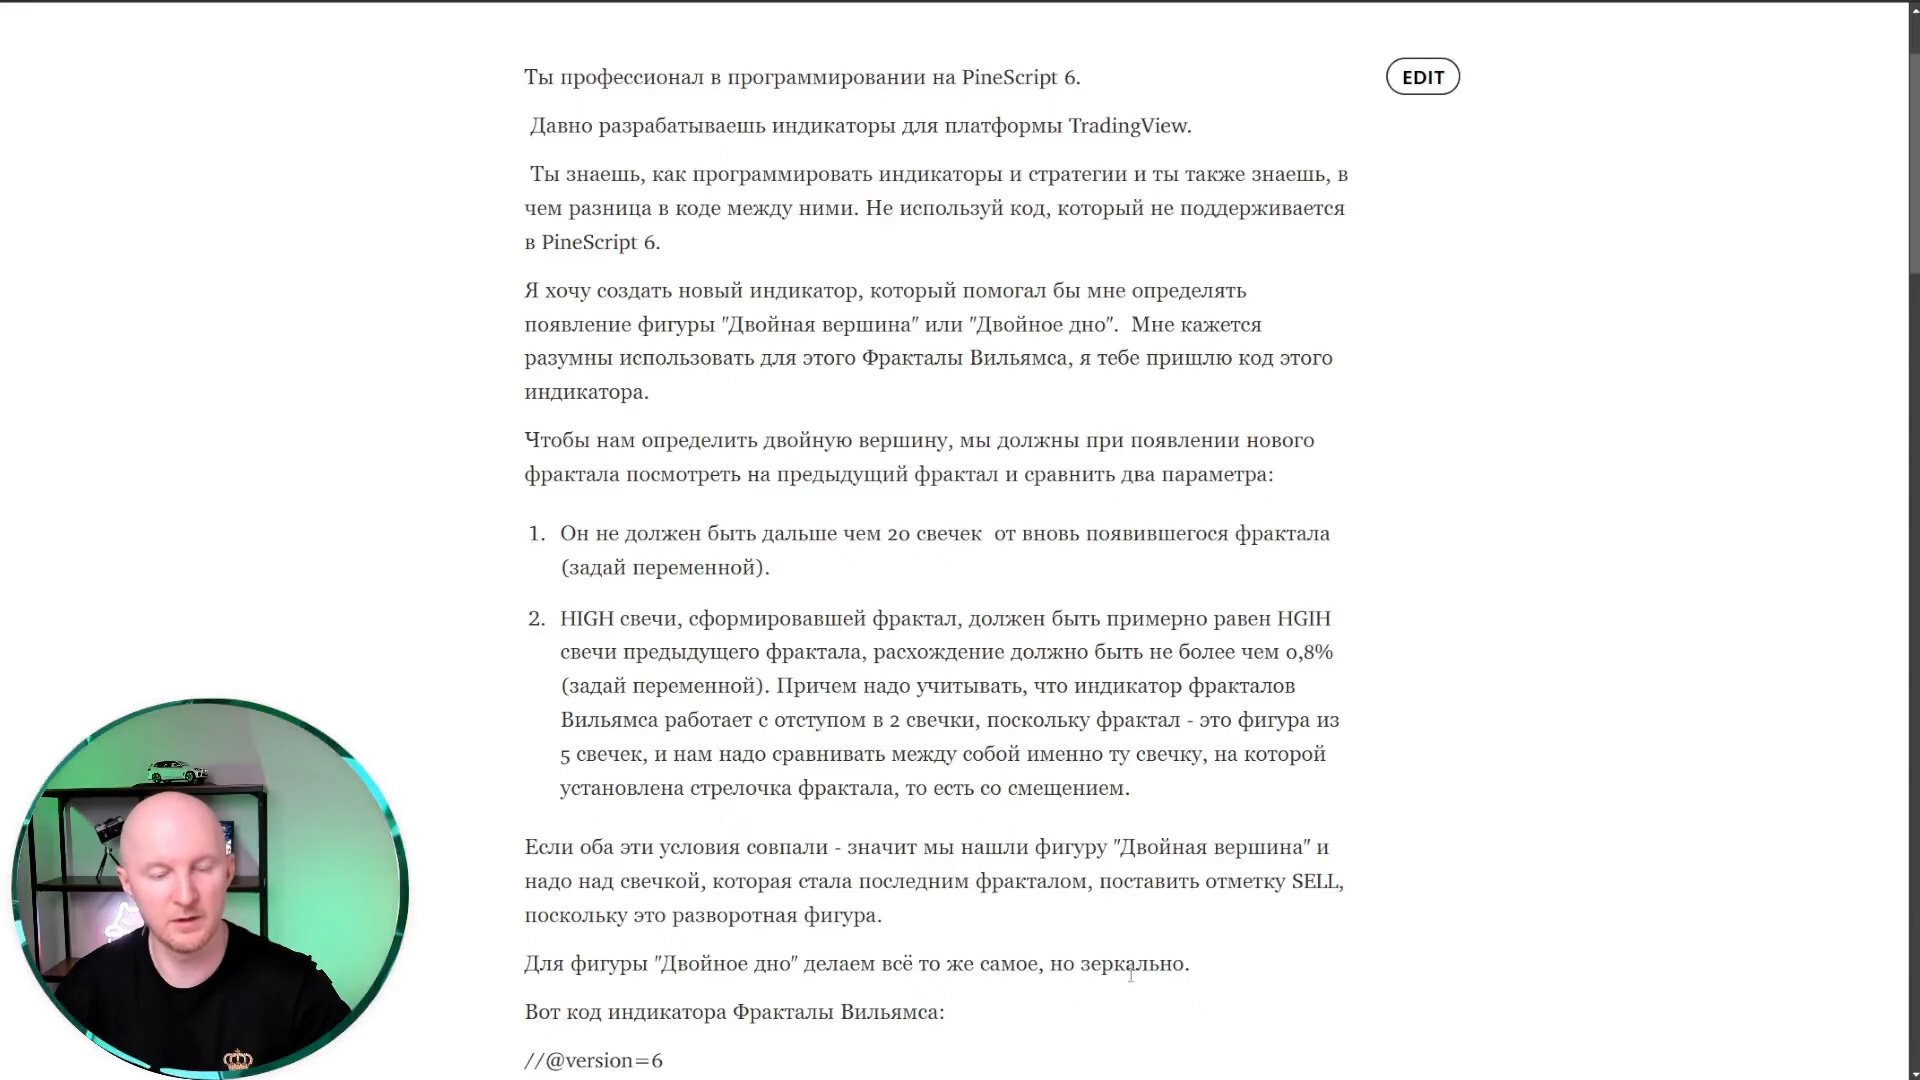 Ты профессионал в программировании на PineScript 6.
EDIT
Давно разрабатываешь индикаторы для платформы TradingView.
Ты знаешь, как программировать индикаторы и стратегии и ты также знаешь, в
чем разница в коде между ними. Не используй код, который не поддерживается
в PineScript 6.
Я хочу создать новый индикатор, который помогал бы мне определять
появление фигуры "Двойная вершина" или "Двойное дно". Мне кажется
разумны использовать для этого Фракталы Вильямса, я тебе пришлю код этого
индикатора.
Чтобы нам определить двойную вершину, мы должны при появлении нового
фрактала посмотреть на предыдущий фрактал и сравнить два параметра:
1. Он не должен быть дальше чем 20 свечек от вновь появившегося фрактала
(задай переменной).
2. HIGH свечи, сформировавшей фрактал, должен быть примерно равен HGIH
свечи предыдущего фрактала, расхождение должно быть не более чем 0,8%
(задай переменной). Причем надо учитывать, что индикатор фракталов
Вильямса работает с отступом в 2 свечки, поскольку фрактал - это фигура из
5 свечек, и нам надо сравнивать между собой именно ту свечку, на которой
установлена стрелочка фрактала, то есть со смещением.
Если оба эти условия совпали - значит мы нашли фигуру "Двойная вершина" и
надо над свечкой, которая стала последним фракталом, поставить отметку SELL,
поскольку это разворотная фигура.
Для фигуры "Двойное дно" делаем всё то же самое, но зеркально.
Вот код индикатора Фракталы Вильямса:
//@version=6